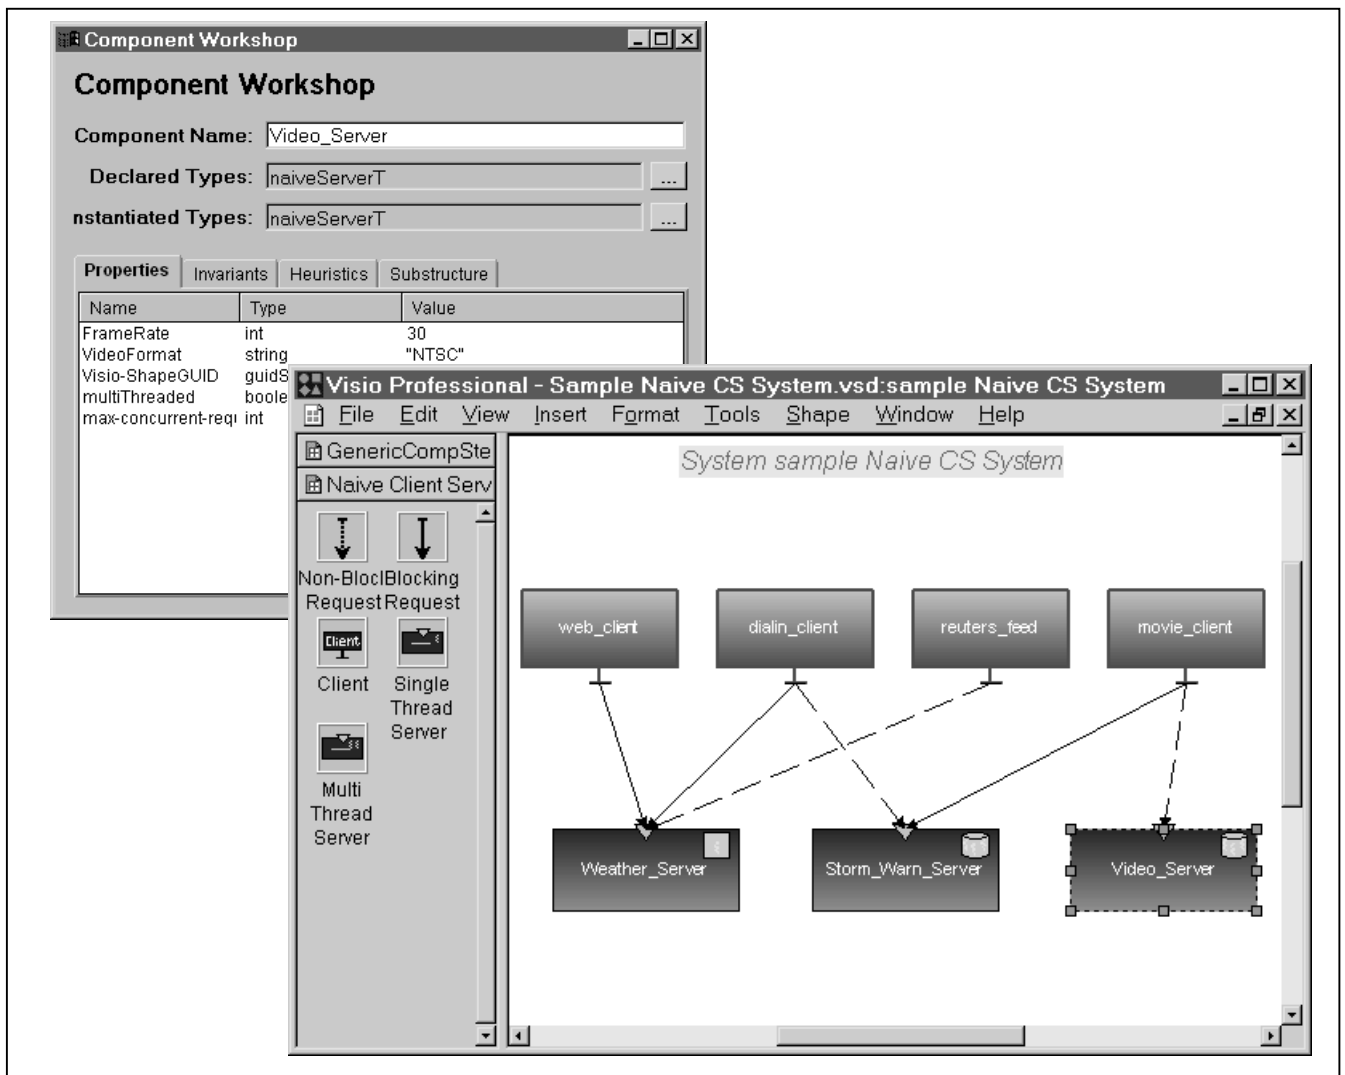 Component Workshop
Component Workshop
Component Name: Video_Server
Declared Types: naiveServerT ...
nstantiated Types: naiveServerT ...
Properties Invariants Heuristics Substructure
Name Type Value
FrameRate int 30
VideoFormat string "NTSC"
Visio-ShapeGUID guidS
multiThreaded boole
max-concurrent-requ int
Visio Professional - Sample Naive CS System.vsd:sample Naive CS System
File Edit View Insert Format Tools Shape Window Help
GenericCompSte
Naive Client Serv
Non-Blocl Blocking
Request Request
Client
Client Single
Thread
Server
Multi
Thread
Server
System sample Naive CS System
web_client dialin_client reuters_feed movie_client
Weather_Server Storm_Warn_Server Video_Server